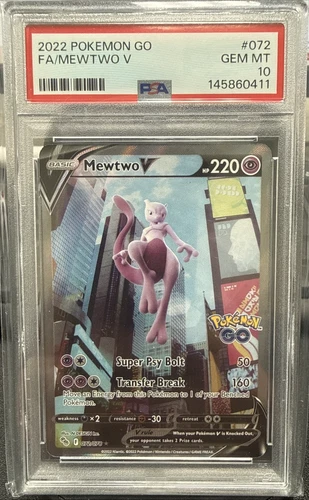 2022 POKEMON GO #072
FA/MEWTWO V GEM MT
10
PSA 145860411
BASIC Mewtwo V HP 220
Pokémon
GO
Super Psy Bolt 50
Transfer Break 160
Move an Energy from this Pokémon to 1 of your Benched
Pokémon.
weakness ×2 resistance -30 retreat
V rule When your Pokémon V is Knocked Out,
your opponent takes 2 Prize cards.